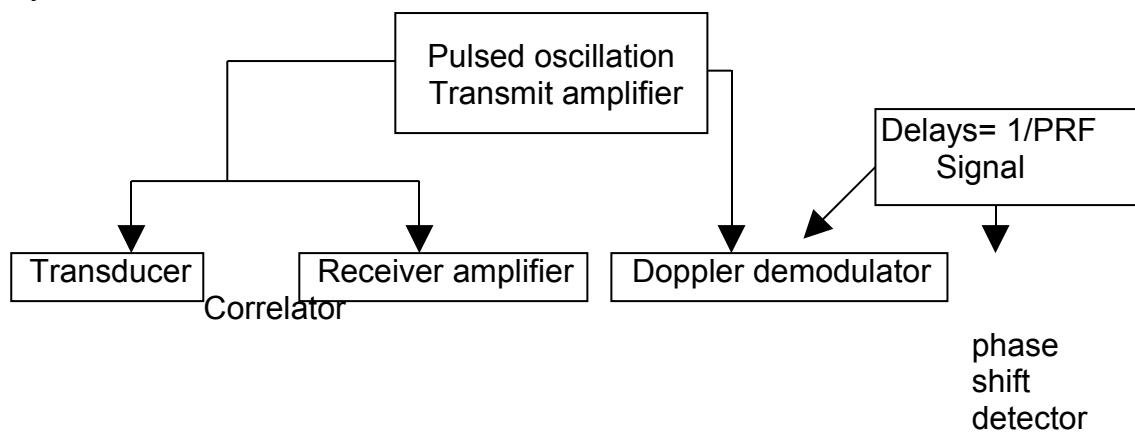 Pulsed oscillation
Transmit amplifier
Delays= 1/PRF
Signal
Transducer
Receiver amplifier
Doppler demodulator
Correlator
phase
shift
detector